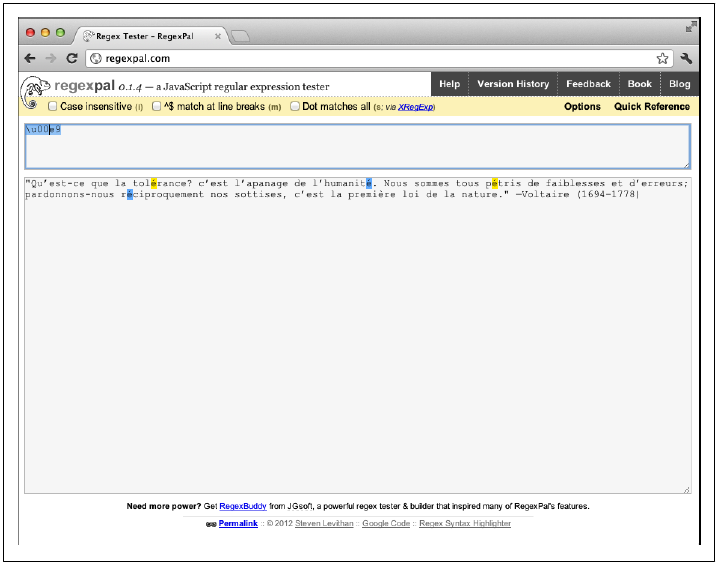 Regex Tester - RegexPal
regexpal.com
regexpal 0.1.4 — a JavaScript regular expression tester
Help Version History Feedback Book Blog
Case insensitive (i) ^$ match at line breaks (m) Dot matches all (s; via XRegExp) Options Quick Reference
\u00e9
"Qu'est-ce que la tolérance? c'est l'apanage de l'humanité. Nous sommes tous pétris de faiblesses et d'erreurs;
pardonnons-nous réciproquement nos sottises, c'est la première loi de la nature." —Voltaire (1694–1778)
Need more power? Get RegexBuddy from JGsoft, a powerful regex tester & builder that inspired many of RegexPal's features.
Permalink :: © 2012 Steven Levithan :: Google Code :: Regex Syntax Highlighter